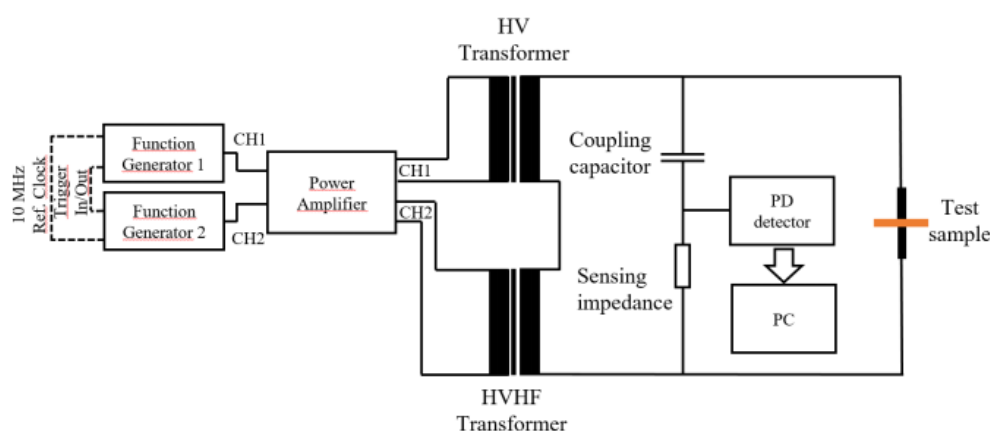 HV
Transformer
10 MHz
Ref. Clock
Trigger
In/Out
Function
Generator 1
CH1
Function
Generator 2
CH2
Power
Amplifier
CH1
CH2
Coupling
capacitor
Sensing
impedance
PD
detector
PC
Test
sample
HVHF
Transformer